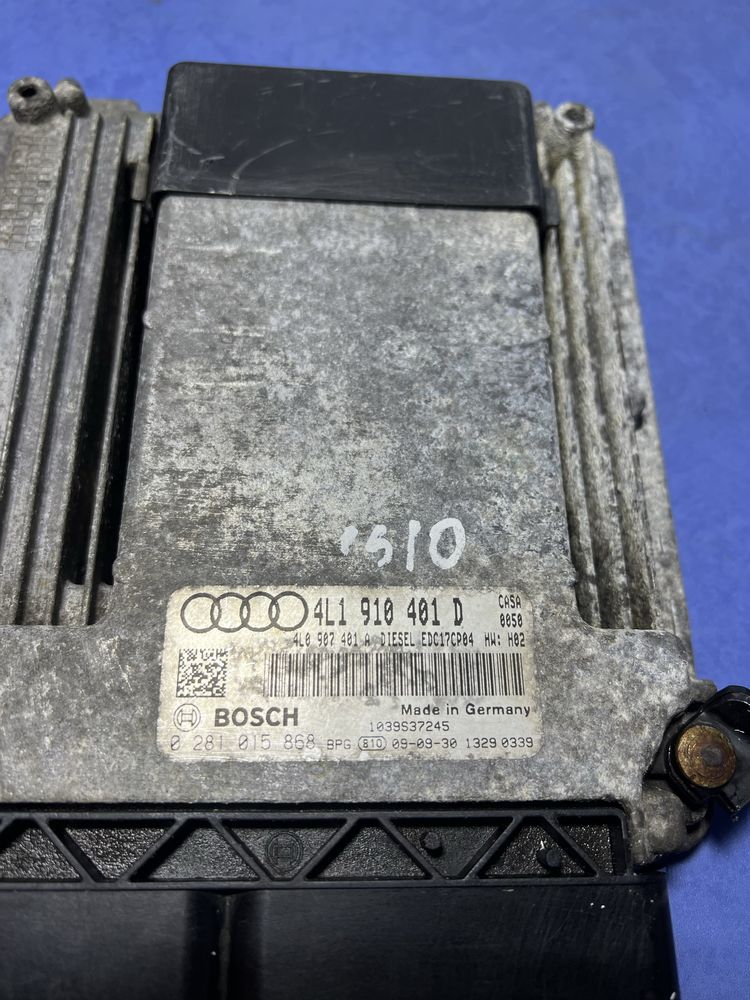 1510
4L1 910 401 D
CASA
0050
4L0 907 401 A DIESEL EDC17CP04 HW: H02
BOSCH
Made in Germany
1039S37245
0 281 015 868 BPG 810 09-09-30 1329 0339